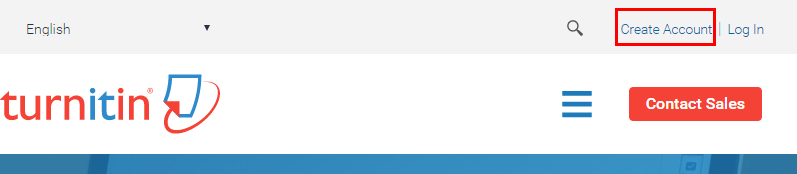 English
Create Account | Log In
turnitin®
Contact Sales